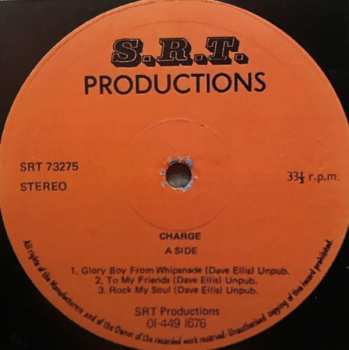 S.R.T.
PRODUCTIONS
SRT 73275
STEREO
33⅓ r.p.m.
CHARGE
A SIDE
1. Glory Boy From Whipsnade (Dave Ellis) Unpub.
2. To My Friends (Dave Ellis) Unpub.
3. Rock My Soul (Dave Ellis) Unpub.
SRT Productions
01-449 1676
All rights of the Manufacturers and of the Owner of the recorded work reserved. Unauthorised copying of this record prohibited.